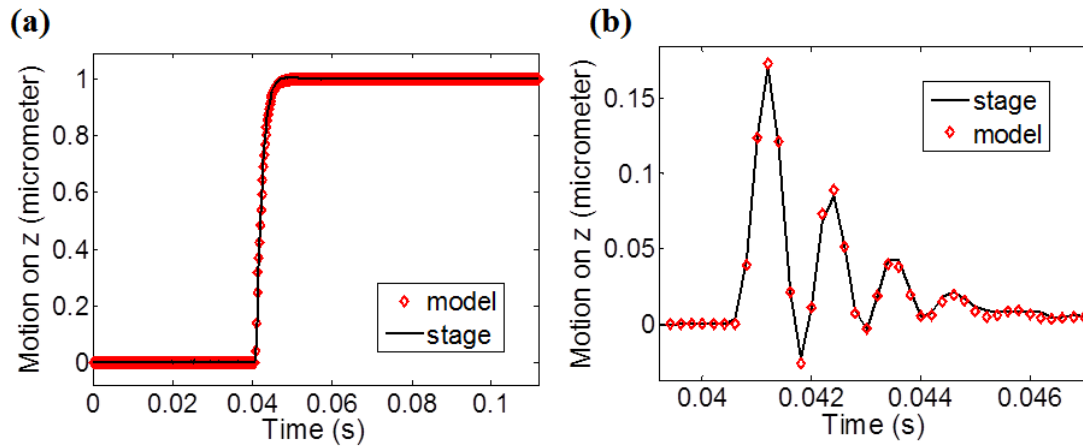 (a)
Motion on z (micrometer)
1
0.8
0.6
0.4
0.2
0
0
0.02
0.04
0.06
0.08
0.1
Time (s)
model
stage
(b)
Motion on z (micrometer)
0.15
0.1
0.05
0
0.04
0.042
0.044
0.046
Time (s)
stage
model